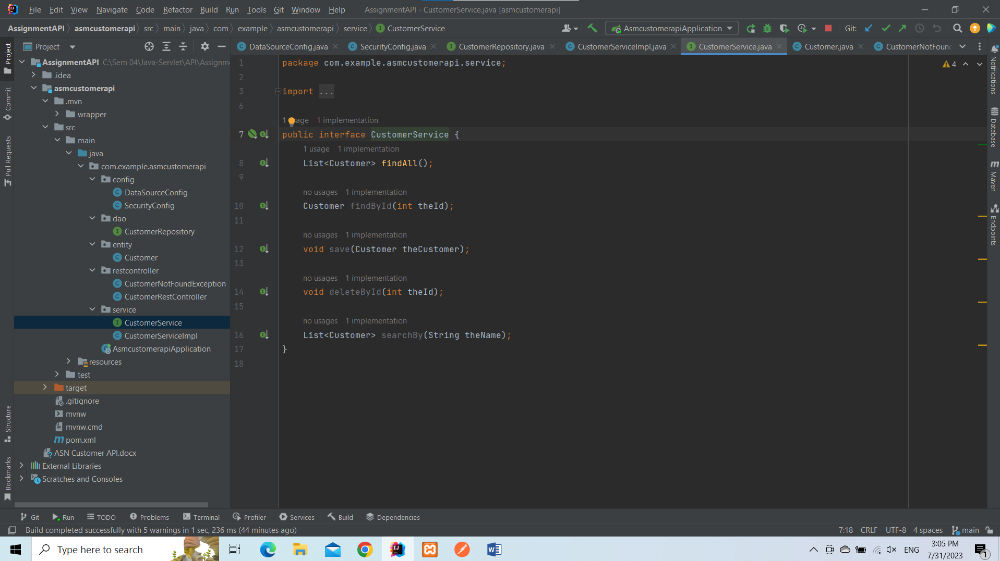 File Edit View Navigate Code Refactor Build Run Tools Git Window Help AssignmentAPI - CustomerService.java [asmcustomerapi]
AssignmentAPI asmcustomerapi src main java com example asmcustomerapi service CustomerService AsmcustomerapiApplication Git:
Project
DataSourceConfig.java SecurityConfig.java CustomerRepository.java CustomerServiceImpl.java CustomerService.java Customer.java CustomerNotFoun
AssignmentAPI C:\Sem 04\Java-Servlet\API\Assignm
.idea
asmcustomerapi
.mvn
wrapper
src
main
java
com.example.asmcustomerapi
config
DataSourceConfig
SecurityConfig
dao
CustomerRepository
entity
Customer
restcontroller
CustomerNotFoundException
CustomerRestController
service
CustomerService
CustomerServiceImpl
AsmcustomerapiApplication
resources
test
target
.gitignore
mvnw
mvnw.cmd
pom.xml
ASN Customer API.docx
External Libraries
Scratches and Consoles
Project
Commit
Pull Requests
Structure
Bookmarks
1 package com.example.asmcustomerapi.service;
2
3 import ...
6
1 usage 1 implementation
7 public interface CustomerService {
1 usage 1 implementation
8 List<Customer> findAll();
9
no usages 1 implementation
10 Customer findById(int theId);
11
no usages 1 implementation
12 void save(Customer theCustomer);
13
no usages 1 implementation
14 void deleteById(int theId);
15
no usages 1 implementation
16 List<Customer> searchBy(String theName);
17 }
18
4
Notifications
Database
Maven
Endpoints
Git Run TODO Problems Terminal Profiler Services Build Dependencies
Build completed successfully with 5 warnings in 1 sec, 236 ms (44 minutes ago) 7:18 CRLF UTF-8 4 spaces main
Type here to search ENG 3:05 PM
7/31/2023 1